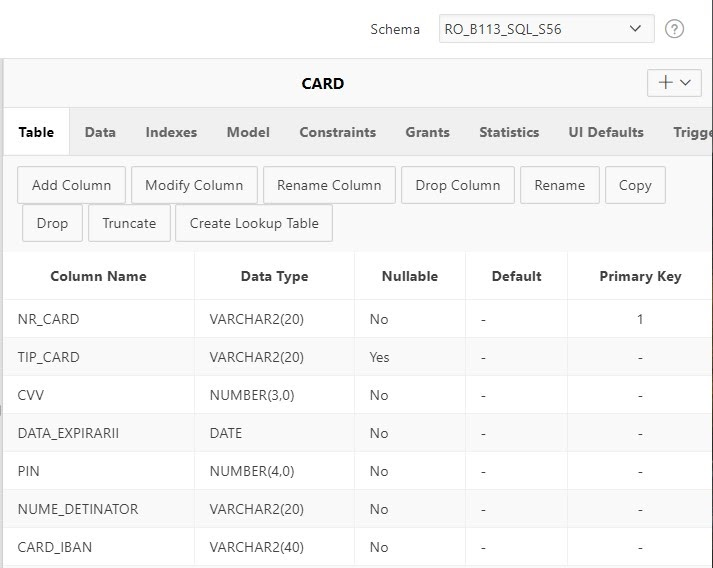 Schema RO_B113_SQL_S56 ?
CARD
Table Data Indexes Model Constraints Grants Statistics UI Defaults Trigge
Add Column Modify Column Rename Column Drop Column Rename Copy
Drop Truncate Create Lookup Table
Column Name Data Type Nullable Default Primary Key
NR_CARD VARCHAR2(20) No - 1
TIP_CARD VARCHAR2(20) Yes - -
CVV NUMBER(3,0) No - -
DATA_EXPIRARII DATE No - -
PIN NUMBER(4,0) No - -
NUME_DETINATOR VARCHAR2(20) No - -
CARD_IBAN VARCHAR2(40) No - -